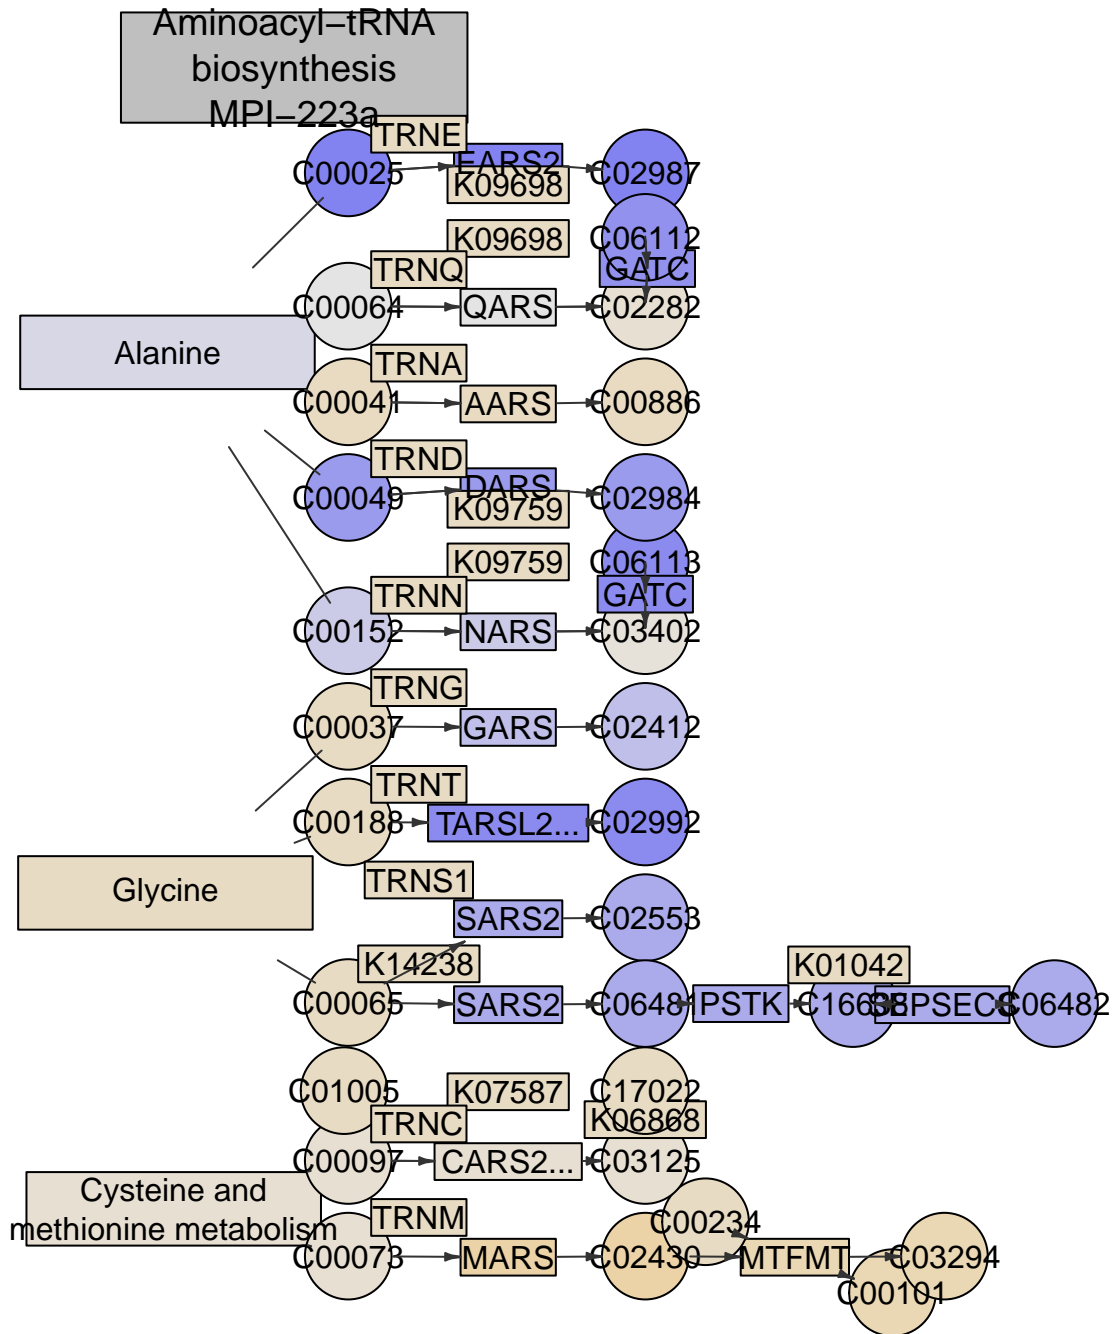 Aminoacyl−tRNA
biosynthesis
MPI−223a
TRNE
C00025
EARS2
C02987
K09698
K09698
C06112
TRNQ
GATC
C00064
QARS
C02282
Alanine
TRNA
C00041
AARS
C00886
TRND
C00049
DARS
C02984
K09759
K09759
C06113
TRNN
GATC
C00152
NARS
C03402
TRNG
C00037
GARS
C02412
TRNT
C00188
TARSL2...
C02992
Glycine
TRNS1
SARS2
C02553
K14238
K01042
C00065
SARS2
C06481
PSTK
C16638
SEPSECS
C06482
C01005
K07587
C17022
TRNC
K06868
C00097
CARS2...
C03125
Cysteine and
methionine metabolism
TRNM
C00234
C00073
MARS
C02430
MTFMT
C03294
C00101